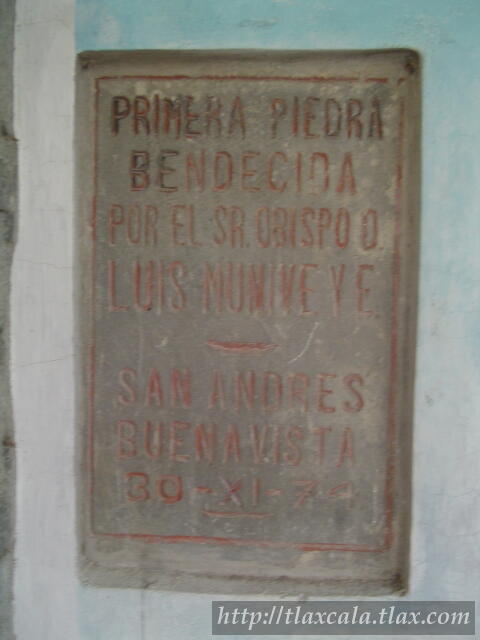 PRIMERA PIEDRA
BENDECIDA
POR EL SR. OBISPO D.
LUIS MUNIVE Y E.
SAN ANDRES
BUENAVISTA
30-XI-74
http://tlaxcala.tlax.com